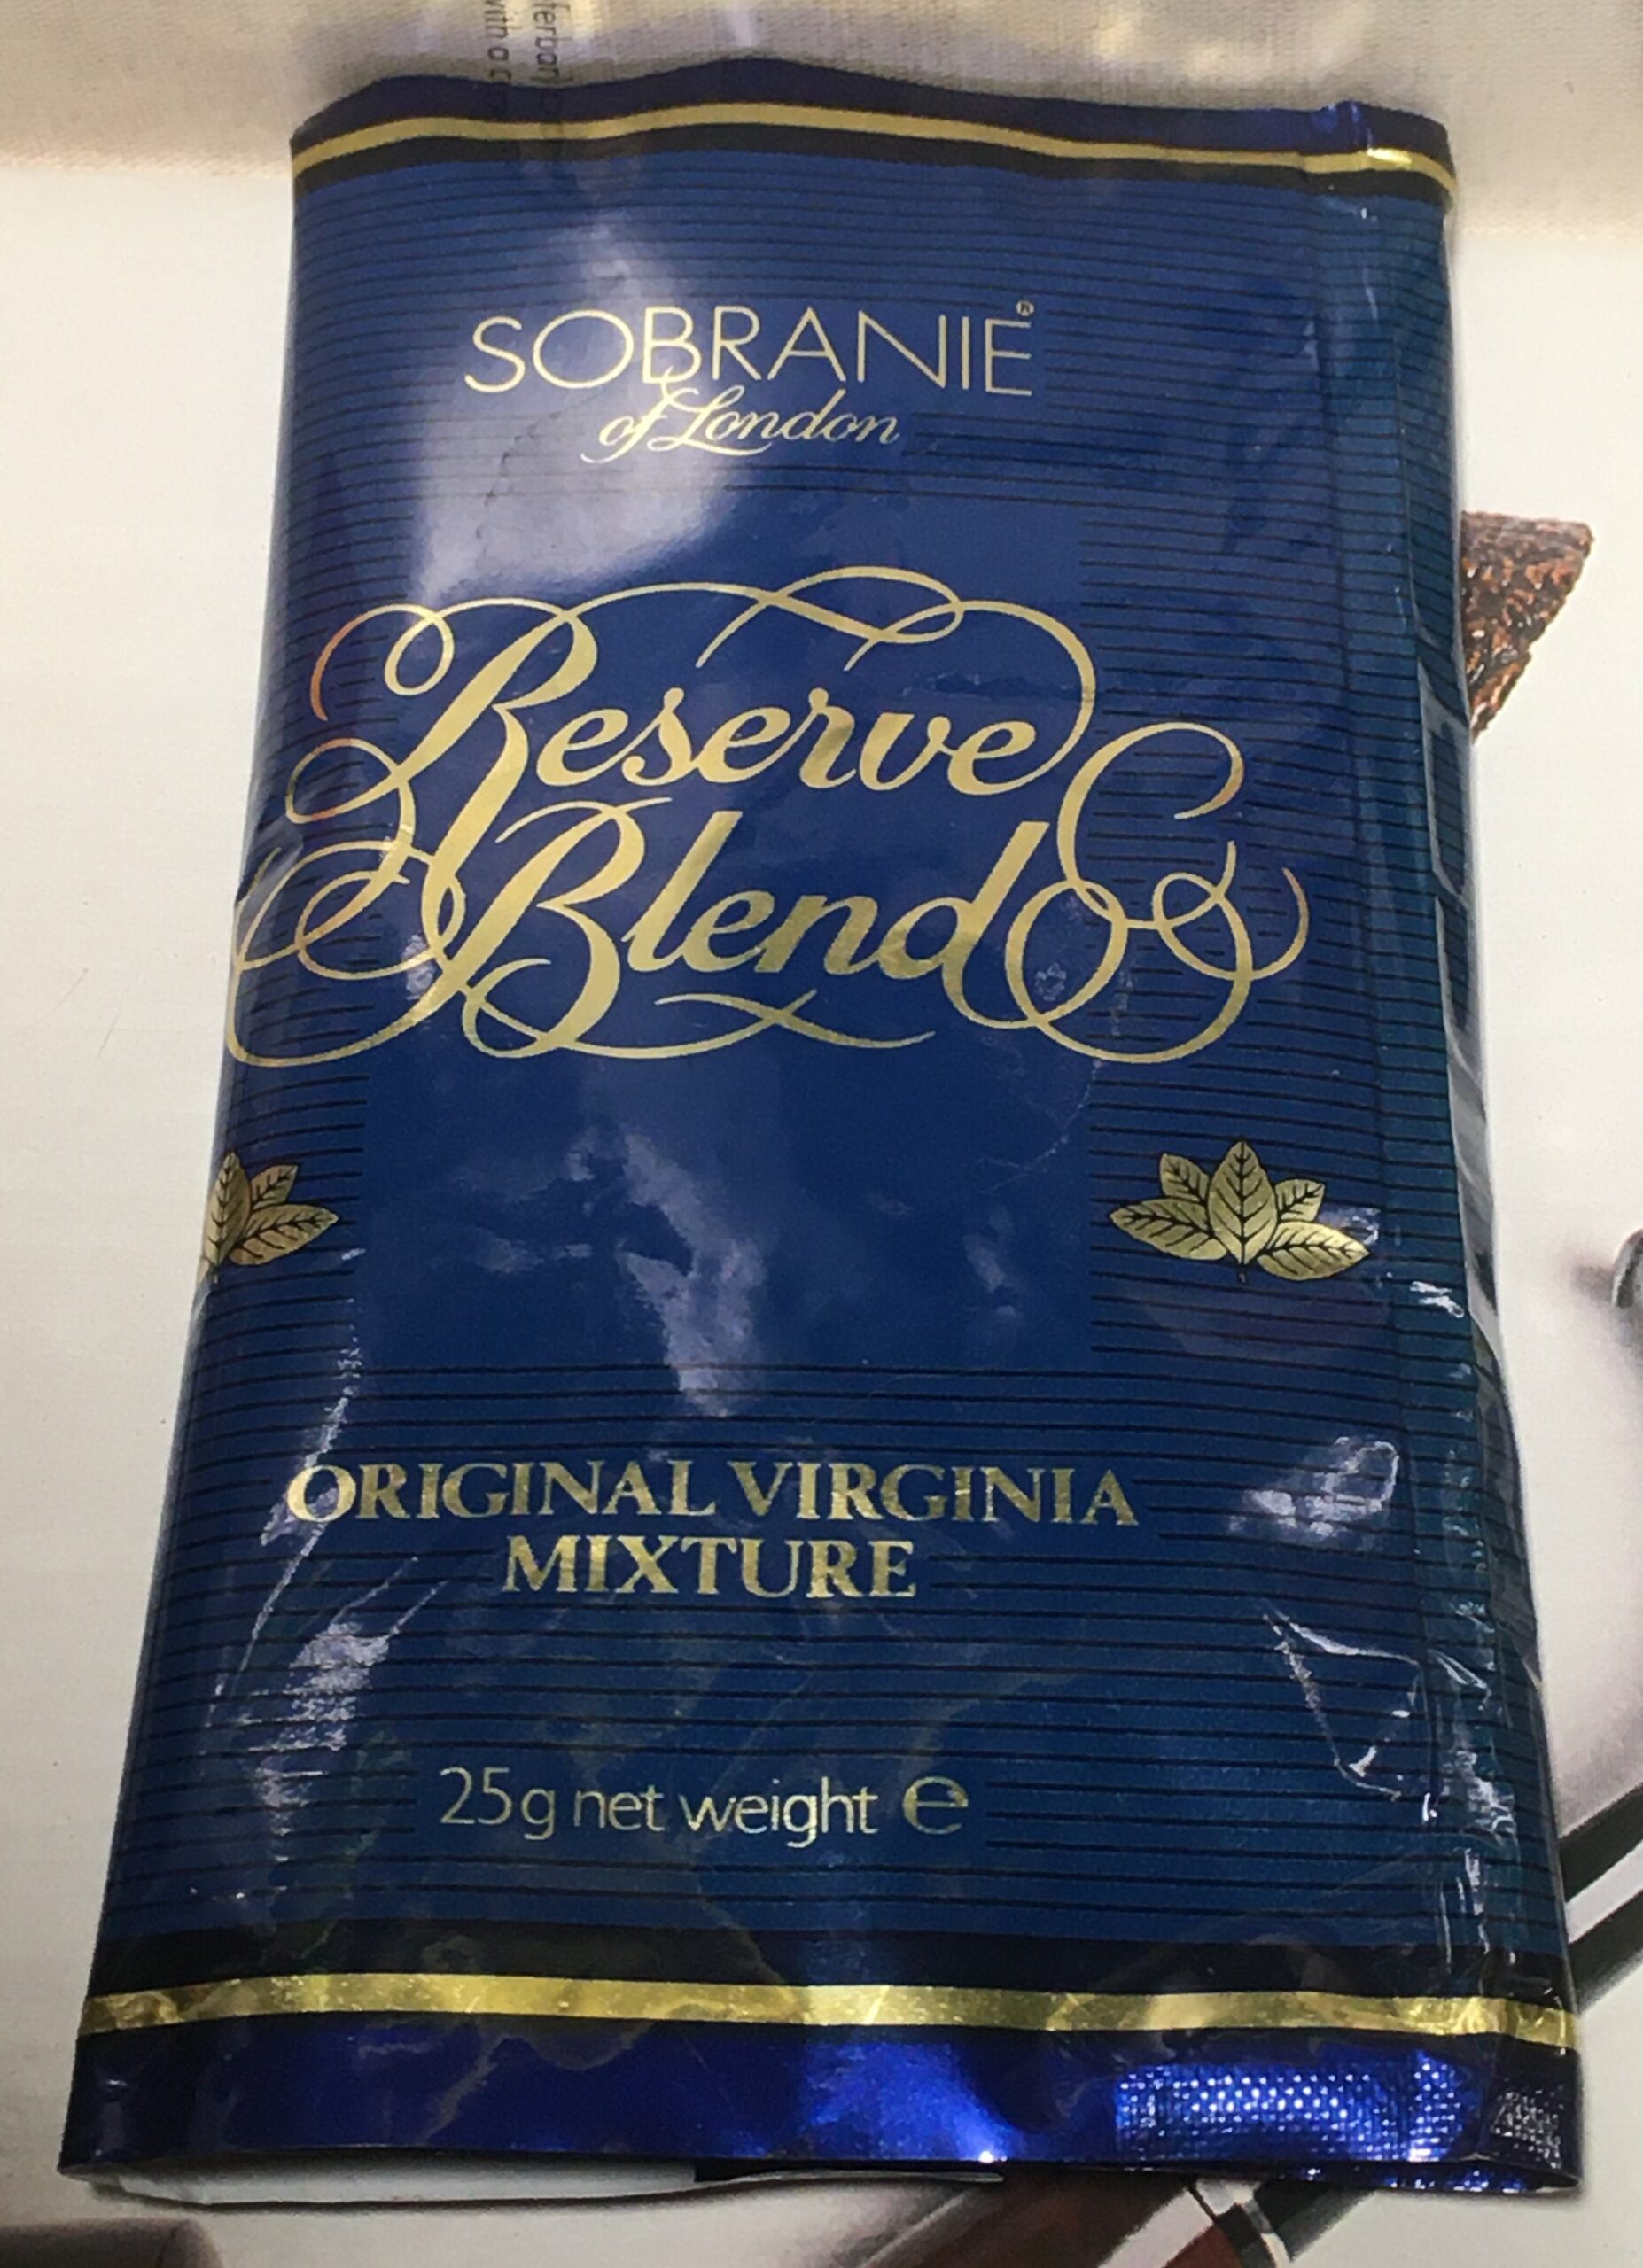 SOBRANIE®
of London
Reserve
Blend
ORIGINAL VIRGINIA
MIXTURE
25g net weight ℮